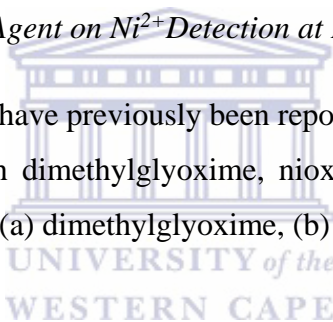 Agent on Ni²⁺ Detection at
have previously been repo
dimethylglyoxime, niox
(a) dimethylglyoxime, (b)
UNIVERSITY of the
WESTERN CAPE